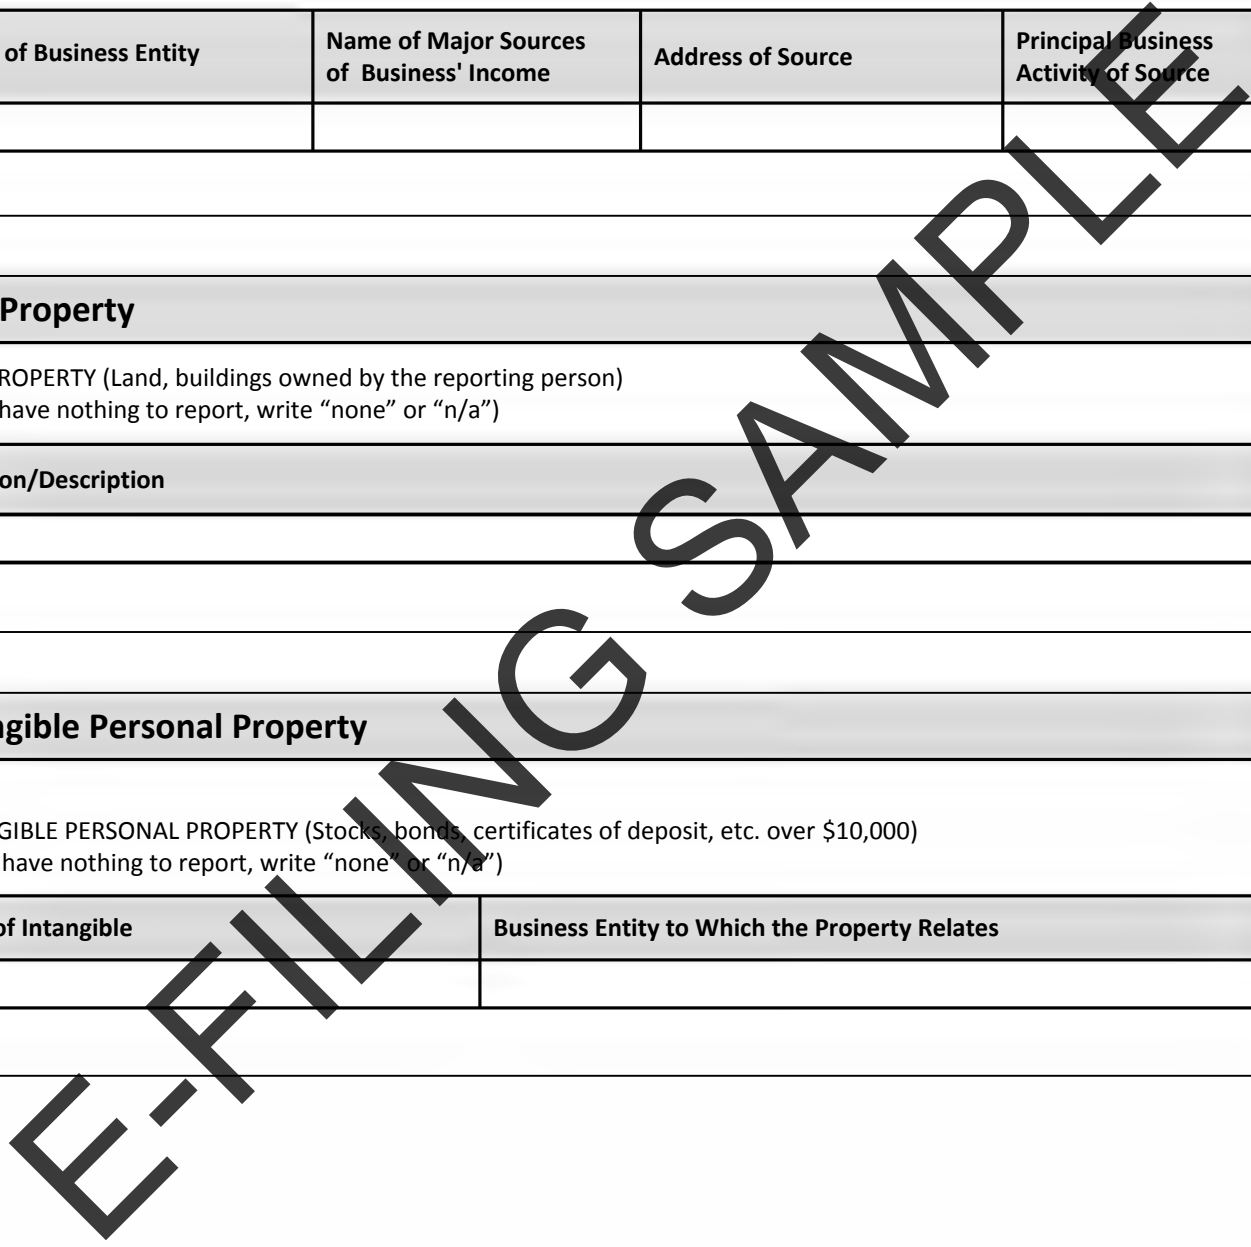 of Business Entity
Name of Major Sources
of Business' Income
Address of Source
Principal Business
Activity of Source
Property
ROPERTY (Land, buildings owned by the reporting person)
have nothing to report, write “none” or “n/a”)
on/Description
ngible Personal Property
GIBLE PERSONAL PROPERTY (Stocks, bonds, certificates of deposit, etc. over $10,000)
have nothing to report, write “none” or “n/a”)
of Intangible
Business Entity to Which the Property Relates
E-FILING SAMPLE